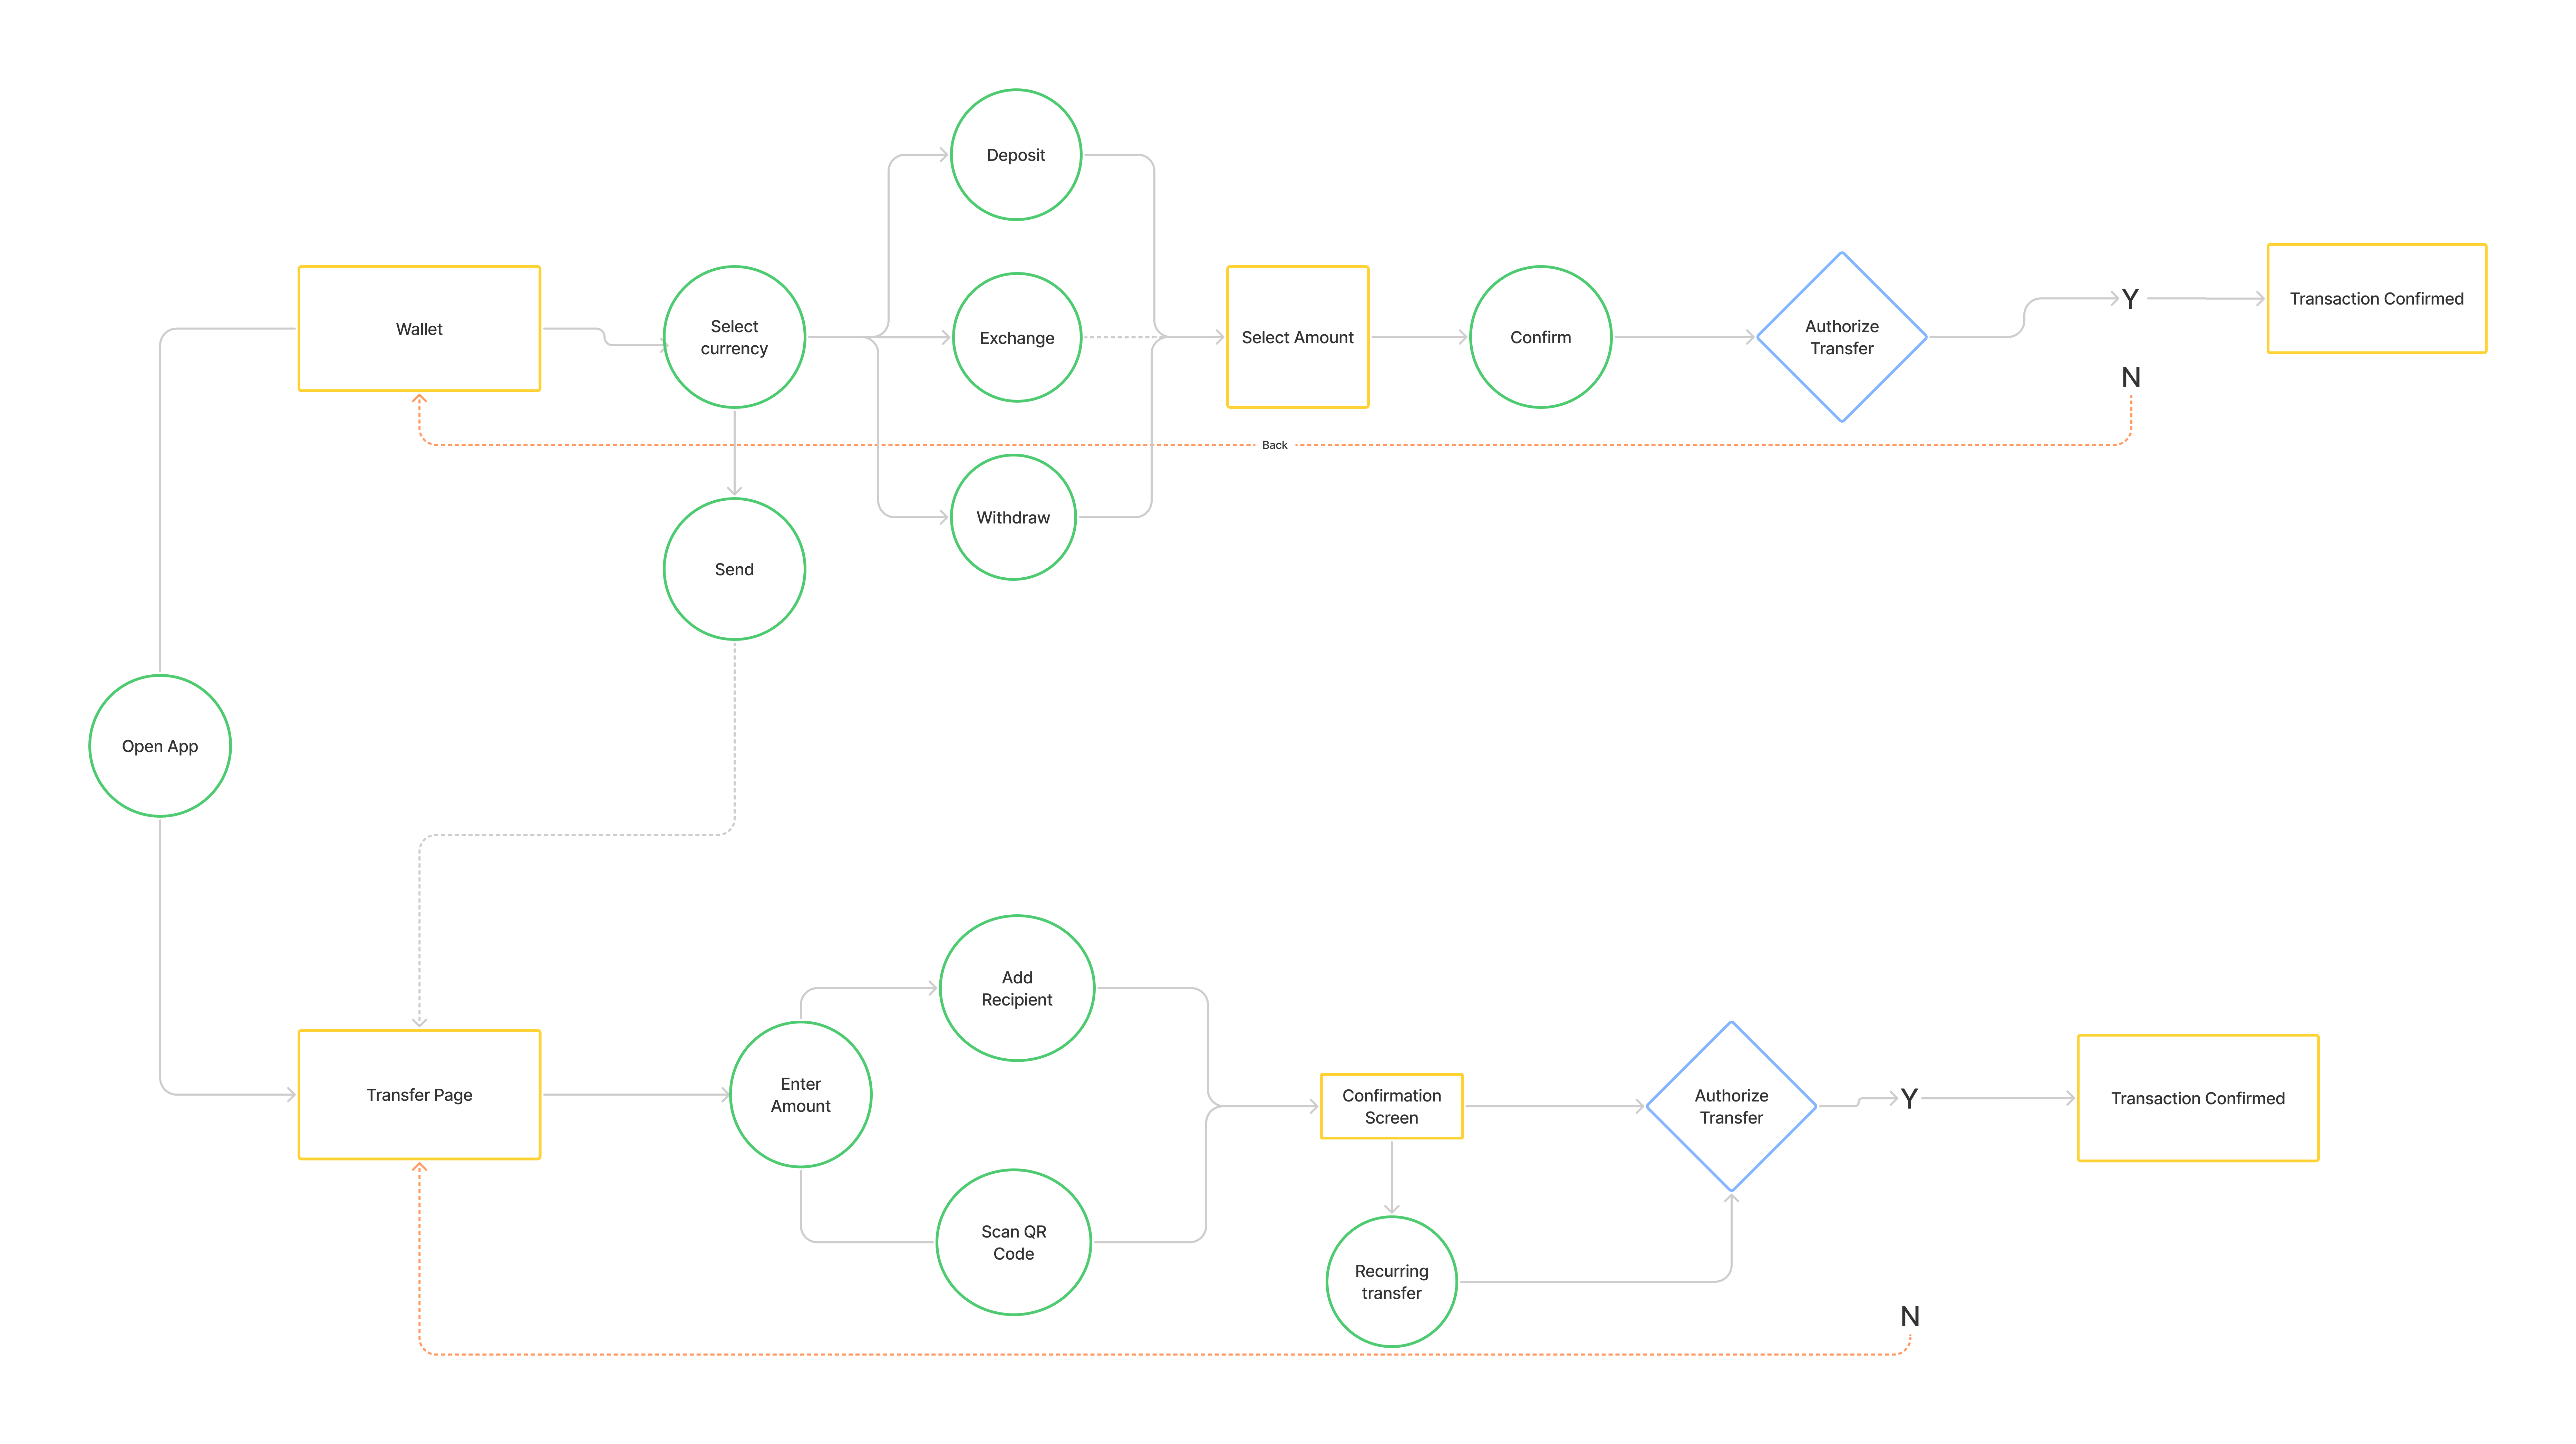 Deposit
Wallet
Select
currency
Exchange
Select Amount
Confirm
Authorize
Transfer
Y
Transaction Confirmed
N
Back
Withdraw
Send
Open App
Add
Recipient
Transfer Page
Enter
Amount
Confirmation
Screen
Authorize
Transfer
Y
Transaction Confirmed
Scan QR
Code
Recurring
transfer
N